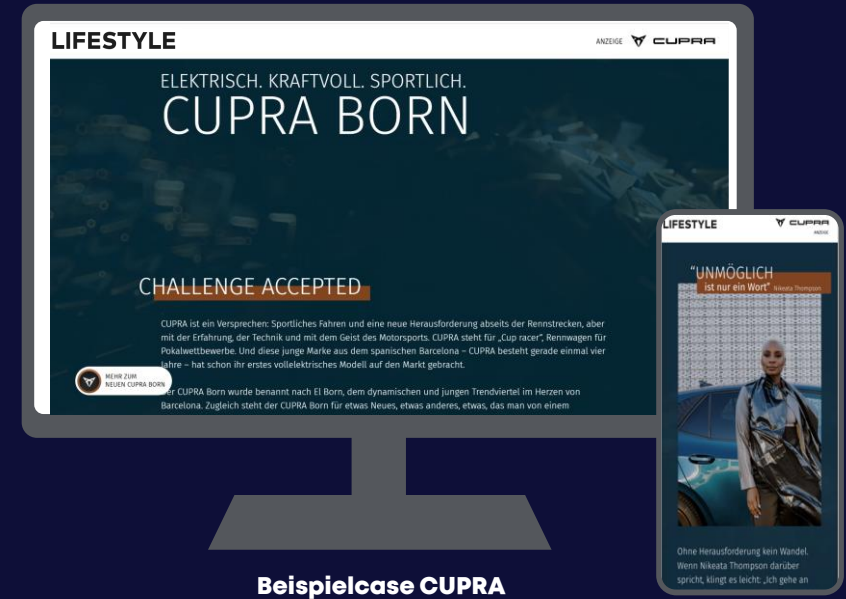 LIFESTYLE
ANZEIGE CUPRA
ELEKTRISCH. KRAFTVOLL. SPORTLICH.
CUPRA BORN
CHALLENGE ACCEPTED
CUPRA ist ein Versprechen: Sportliches Fahren und eine neue Herausforderung abseits der Rennstrecken, aber
mit der Erfahrung, der Technik und mit dem Geist des Motorsports. CUPRA steht für „Cup racer“, Rennwagen für
Pokalwettbewerbe. Und diese junge Marke aus dem spanischen Barcelona – CUPRA besteht gerade einmal vier
Jahre – hat schon ihr erstes vollelektrisches Modell auf den Markt gebracht.
MEHR ZUM
NEUEN CUPRA BORN
er CUPRA Born wurde benannt nach El Born, dem dynamischen und jungen Trendviertel im Herzen von
Barcelona. Zugleich steht der CUPRA Born für etwas Neues, etwas anderes, etwas, das man von einem
LIFESTYLE
CUPRA
ANZEIGE
“UNMÖGLICH
ist nur ein Wort“ Nikeata Thompson
Ohne Herausforderung kein Wandel.
Wenn Nikeata Thompson darüber
spricht, klingt es leicht: „Ich gehe an
Beispielcase CUPRA